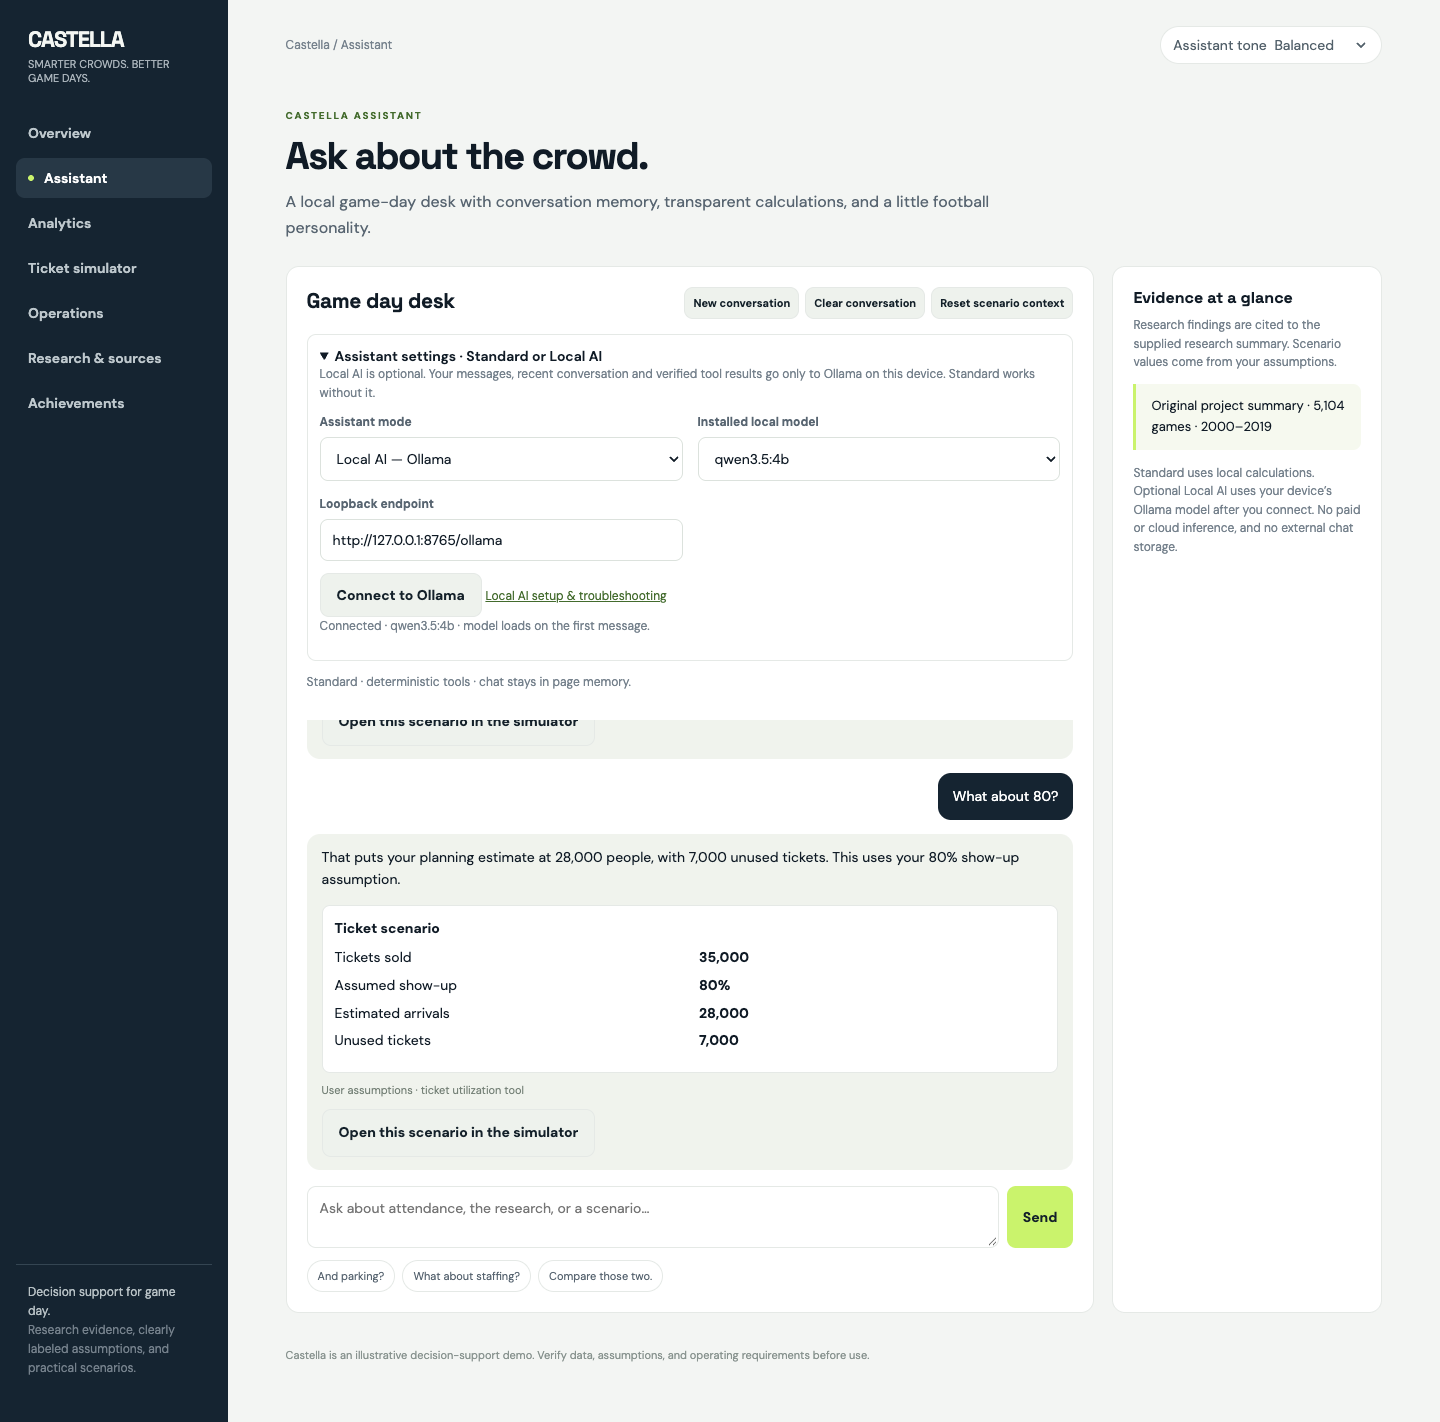 CASTELLA
SMARTER CROWDS. BETTER
GAME DAYS.
Overview
Assistant
Analytics
Ticket simulator
Operations
Research & sources
Achievements
Decision support for game
day.
Research evidence, clearly
labeled assumptions, and
practical scenarios.
Castella / Assistant
Assistant tone Balanced
CASTELLA ASSISTANT
Ask about the crowd.
A local game-day desk with conversation memory, transparent calculations, and a little football
personality.
Game day desk
New conversation
Clear conversation
Reset scenario context
Assistant settings · Standard or Local AI
Local AI is optional. Your messages, recent conversation and verified tool results go only to Ollama on this device. Standard works
without it.
Assistant mode
Installed local model
Local AI — Ollama
qwen3.5:4b
Loopback endpoint
http://127.0.0.1:8765/ollama
Connect to Ollama
Local AI setup & troubleshooting
Connected · qwen3.5:4b · model loads on the first message.
Standard · deterministic tools · chat stays in page memory.
Open this scenario in the simulator
What about 80?
That puts your planning estimate at 28,000 people, with 7,000 unused tickets. This uses your 80% show-up
assumption.
Ticket scenario
Tickets sold 35,000
Assumed show-up 80%
Estimated arrivals 28,000
Unused tickets 7,000
User assumptions · ticket utilization tool
Open this scenario in the simulator
Ask about attendance, the research, or a scenario…
Send
And parking?
What about staffing?
Compare those two.
Evidence at a glance
Research findings are cited to the
supplied research summary. Scenario
values come from your assumptions.
Original project summary · 5,104
games · 2000–2019
Standard uses local calculations.
Optional Local AI uses your device's
Ollama model after you connect. No paid
or cloud inference, and no external chat
storage.
Castella is an illustrative decision-support demo. Verify data, assumptions, and operating requirements before use.